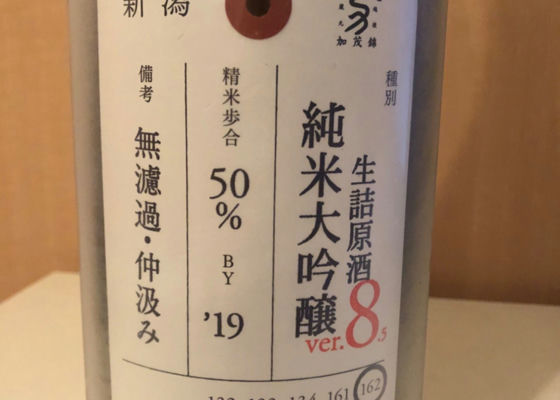 種別
生詰原酒
純米大吟醸
ver.8.5
精米歩合
50%
BY
'19
備考
無濾過・仲汲み
新潟
加茂錦
161 162